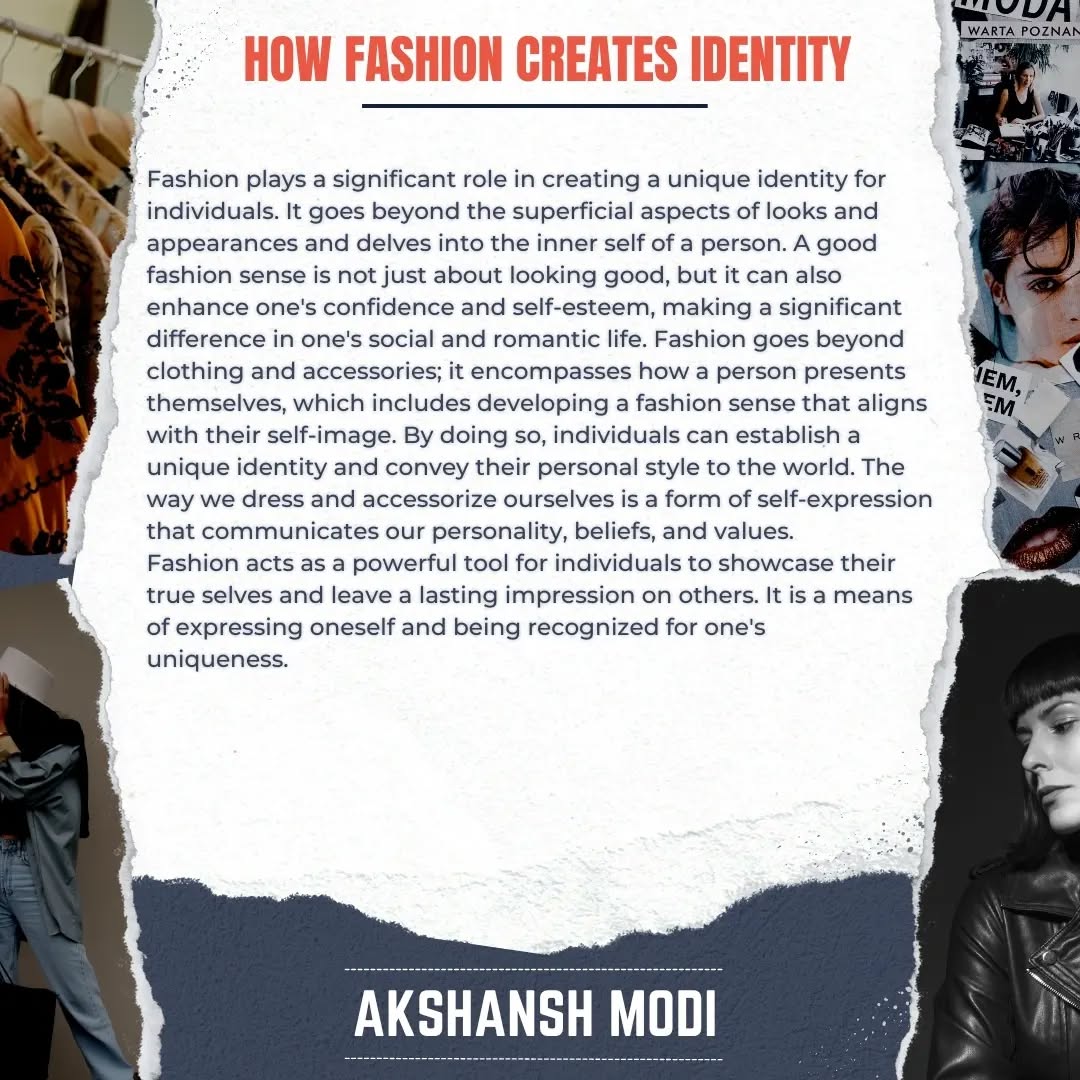 HOW FASHION CREATES IDENTITY
Fashion plays a significant role in creating a unique identity for
individuals. It goes beyond the superficial aspects of looks and
appearances and delves into the inner self of a person. A good
fashion sense is not just about looking good, but it can also
enhance one's confidence and self-esteem, making a significant
difference in one's social and romantic life. Fashion goes beyond
clothing and accessories; it encompasses how a person presents
themselves, which includes developing a fashion sense that aligns
with their self-image. By doing so, individuals can establish a
unique identity and convey their personal style to the world. The
way we dress and accessorize ourselves is a form of self-expression
that communicates our personality, beliefs, and values.
Fashion acts as a powerful tool for individuals to showcase their
true selves and leave a lasting impression on others. It is a means
of expressing oneself and being recognized for one's
uniqueness.
AKSHANSH MODI
MODA
WARTA POZNAN